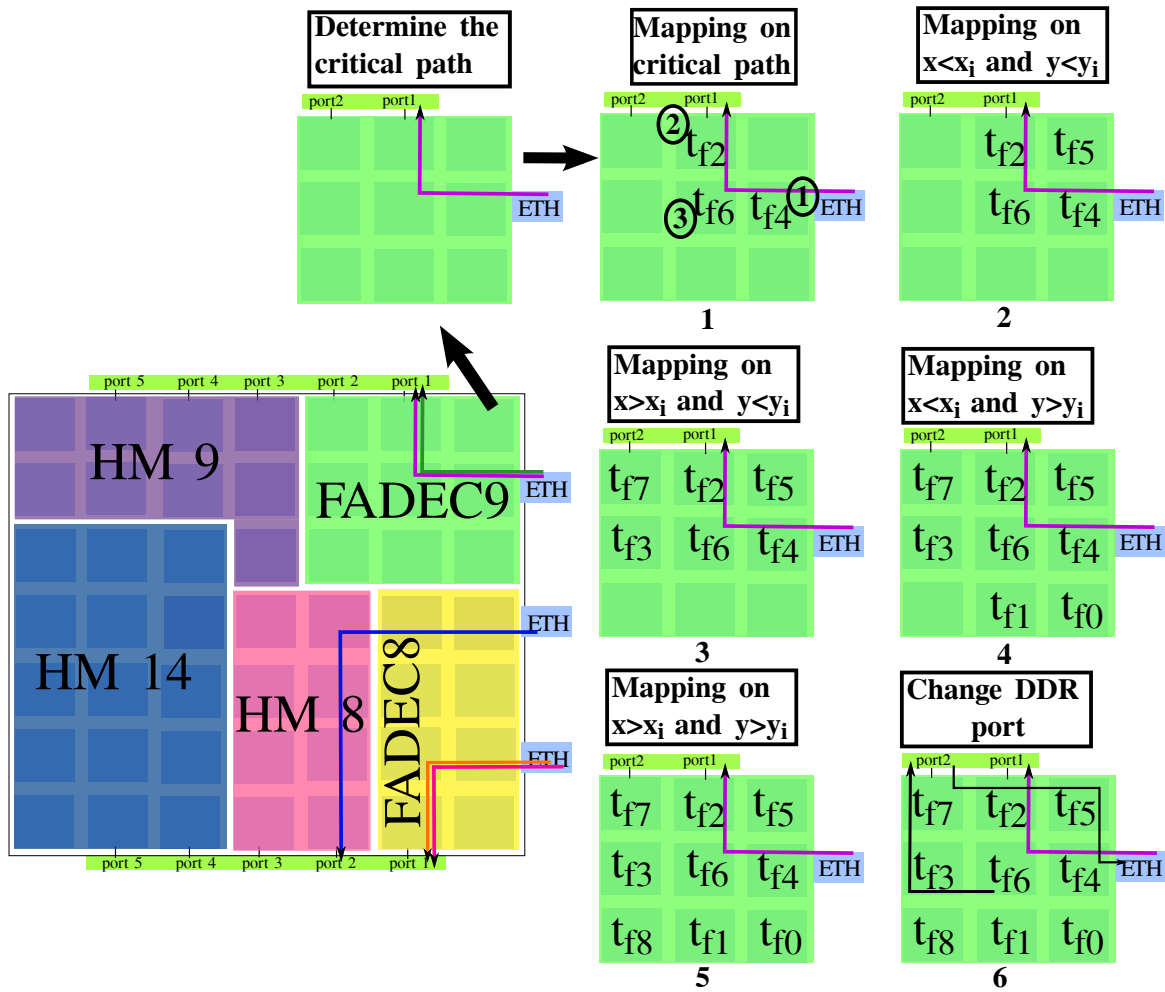 Determine the
critical path
port2 port1
ETH
Mapping on
critical path
port2 port1
2
tf2
1
3
tf6 tf4 ETH
1
Mapping on
x<xi and y<yi
port2 port1
tf2 tf5
tf6 tf4 ETH
2
port 5 port 4 port 3 port 2 port 1
HM 9
FADEC9
ETH
HM 14
HM 8
FADEC8
ETH
ETH
port 5 port 4 port 3 port 2 port 1
Mapping on
x>xi and y<yi
port2 port1
tf7 tf2 tf5
tf3 tf6 tf4 ETH
3
Mapping on
x<xi and y>yi
port2 port1
tf7 tf2 tf5
tf3 tf6 tf4 ETH
tf1 tf0
4
Mapping on
x>xi and y>yi
port2 port1
tf7 tf2 tf5
tf3 tf6 tf4 ETH
tf8 tf1 tf0
5
Change DDR
port
port2 port1
tf7 tf2 tf5
tf3 tf6 tf4 ETH
tf8 tf1 tf0
6